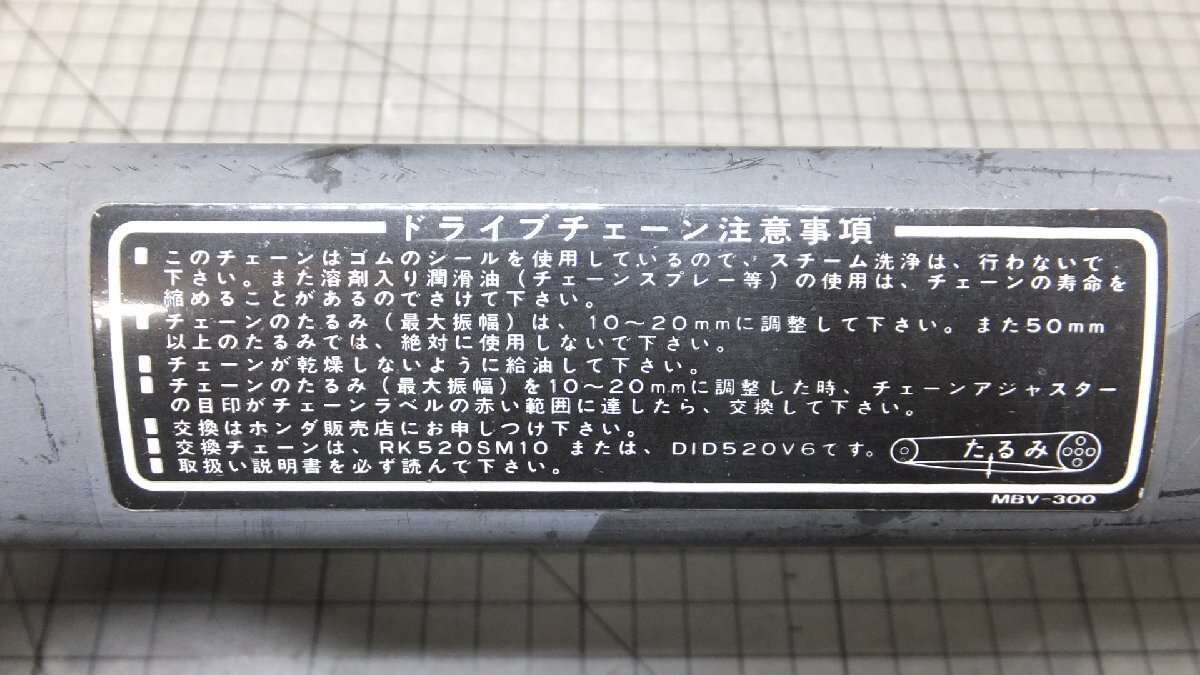 ドライブチェーン注意事項
■ このチェーンはゴムのシールを使用しているので、スチーム洗浄は、行わないで
下さい。また溶剤入り潤滑油（チェーンスプレー等）の使用は、チェーンの寿命を
縮めることがあるのでさけて下さい。
■ チェーンのたるみ（最大振幅）は、10～20mmに調整して下さい。また50mm
以上のたるみでは、絶対に使用しないで下さい。
■ チェーンが乾燥しないように給油して下さい。
■ チェーンのたるみ（最大振幅）を10～20mmに調整した時、チェーンアジャスター
の目印がチェーンラベルの赤い範囲に達したら、交換して下さい。
■ 交換はホンダ販売店にお申しつけ下さい。
■ 交換チェーンは、RK520SM10 または、DID520V6です。
■ 取扱い説明書を必ず読んで下さい。
たるみ
MBV-300